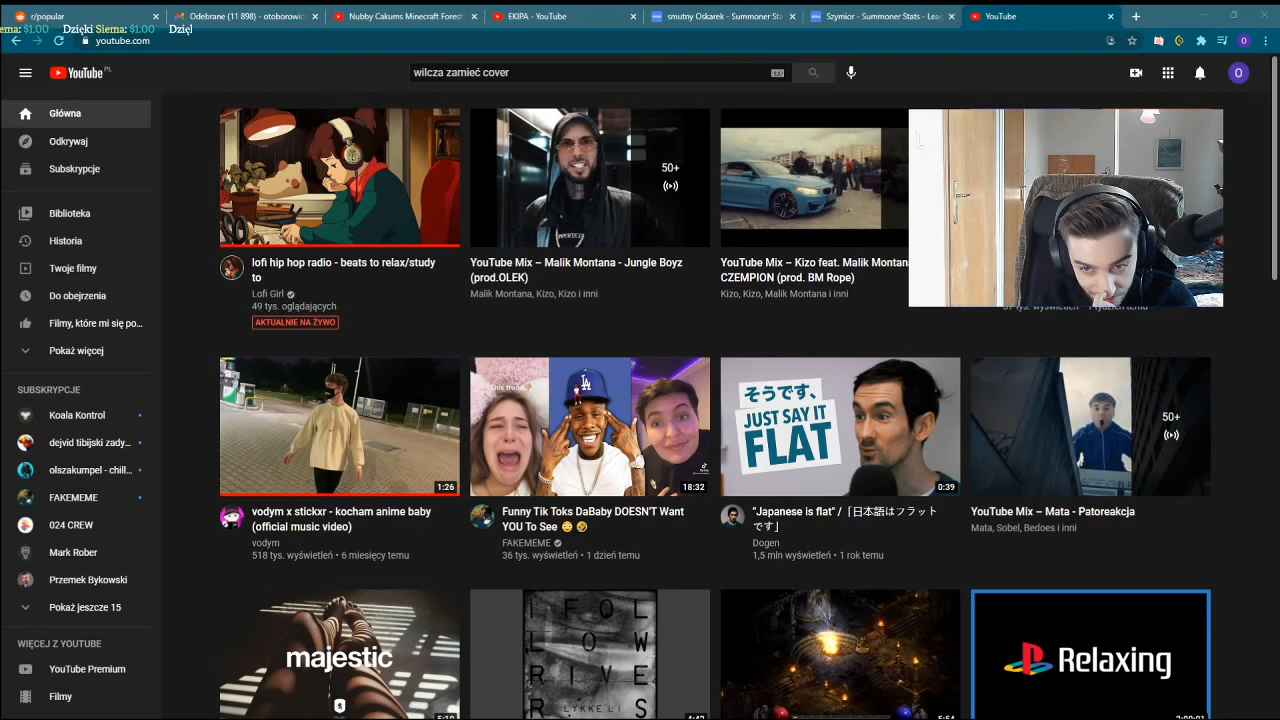 r/popular
Odebrane (11 898) - otoborowic
Nubby Cakums Minecraft Forest
EKIPA - YouTube
smutny Oskarek - Summoner Sta
Szymior - Summoner Stats - Lea
YouTube
Siema: $1.00 Dzięki Siema: $1.00 Dzięl
youtube.com
YouTube PL
wilcza zamieć cover
O
Główna
Odkrywaj
Subskrypcje
Biblioteka
Historia
Twoje filmy
Do obejrzenia
Filmy, które mi się po...
Pokaż więcej
SUBSKRYPCJE
Koala Kontrol
dejvki tibijski zady...
olszakumpel - chill...
FAKEMEME
024 CREW
Mark Rober
Przemek Bykowski
Pokaż jeszcze 15
WIĘCEJ Z YOUTUBE
YouTube Premium
Filmy
lofi hip hop radio - beats to relax/study
to
Lofi Girl
49 tys. oglądających
AKTUALNIE NA ŻYWO
50+
YouTube Mix – Malik Montana - Jungle Boyz
(prod.OLEK)
Malik Montana, Kizo, Kizo i inni
YouTube Mix – Kizo feat. Malik Montana
CZEMPION (prod. BM Rope)
Kizo, Kizo, Malik Montana i inni
1:26
vodym x stickxr - kocham anime baby
(official music video)
vodym
518 tys. wyświetleń • 6 miesięcy temu
This trend..
18:32
Funny Tik Toks DaBaby DOESN'T Want
YOU To See 😳 🤣
FAKEMEME
36 tys. wyświetleń • 1 dzień temu
そうです、
JUST SAY IT
FLAT
0:39
"Japanese is flat" /「日本語はフラット
です」
Dogen
1,5 mln wyświetleń • 1 rok temu
50+
YouTube Mix – Mata - Patoreakcja
Mata, Sobel, Bedoes i inni
majestic
I FOL
LOW
RIVER
S
LYKKE LI
Relaxing